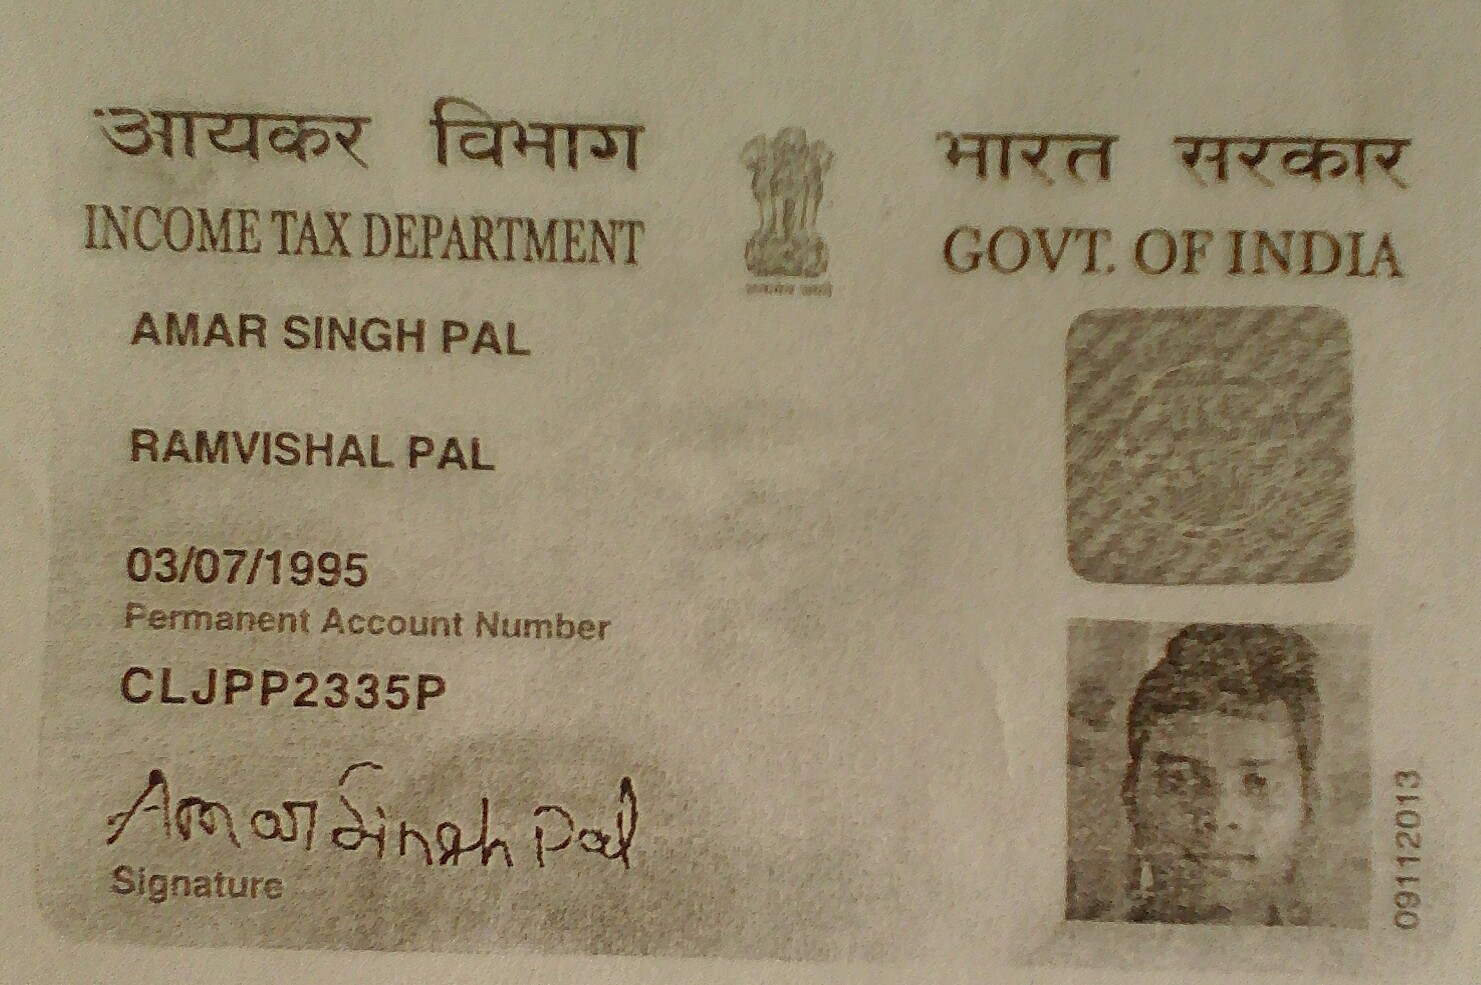 आयकर विभाग
INCOME TAX DEPARTMENT
भारत सरकार
GOVT. OF INDIA
AMAR SINGH PAL
RAMVISHAL PAL
03/07/1995
Permanent Account Number
CLJPP2335P
Amar Singh Pal
Signature
09112013